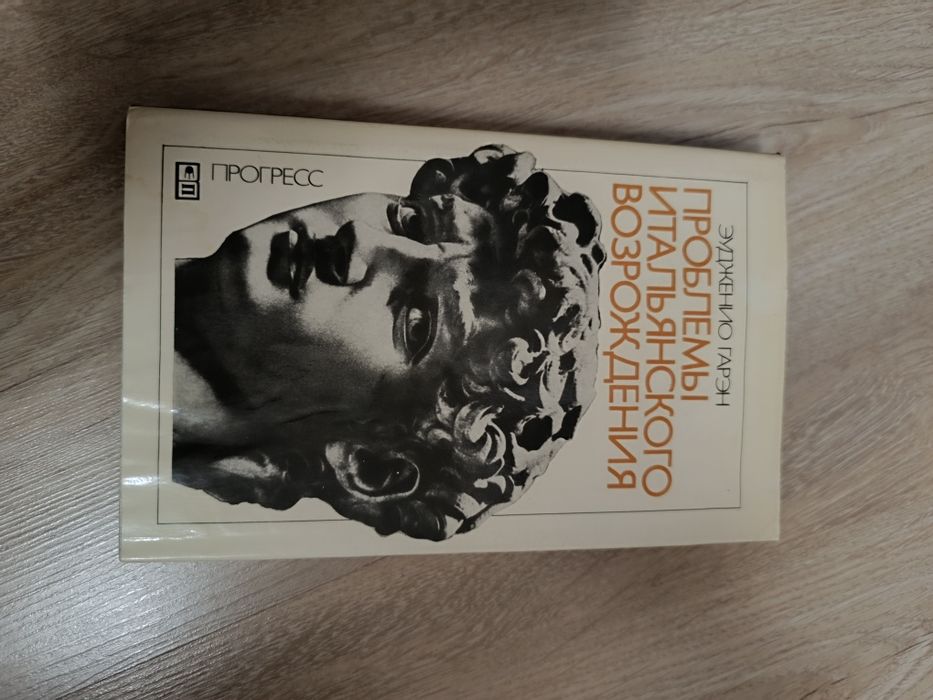 ЭУДЖЕНИО ГАРЭН
ПРОБЛЕМЫ
ИТАЛЬЯНСКОГО
ВОЗРОЖДЕНИЯ
ПРОГРЕСС